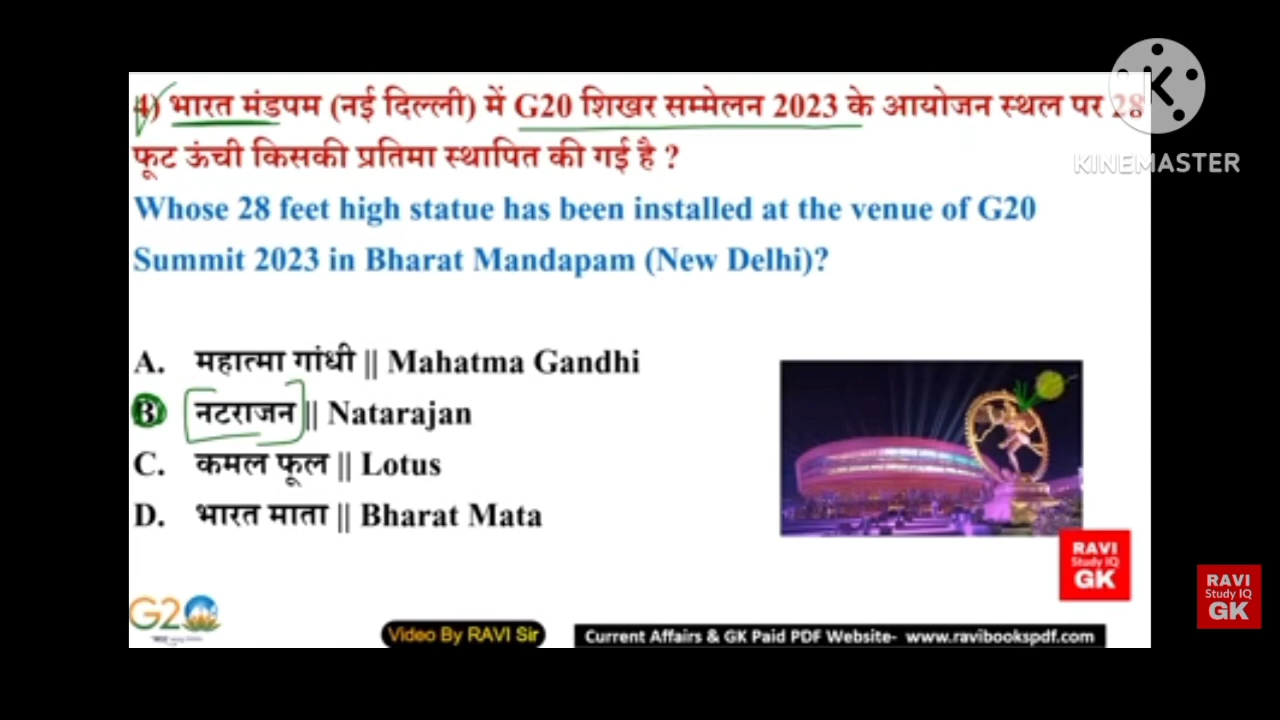 4) भारत मंडपम (नई दिल्ली) में G20 शिखर सम्मेलन 2023 के आयोजन स्थल पर 28
फूट ऊंची किसकी प्रतिमा स्थापित की गई है ?
Whose 28 feet high statue has been installed at the venue of G20
Summit 2023 in Bharat Mandapam (New Delhi)?
A. महात्मा गांधी || Mahatma Gandhi
B. नटराजन || Natarajan
C. कमल फूल || Lotus
D. भारत माता || Bharat Mata
KINEMASTER
RAVI
Study IQ
GK
RAVI
Study IQ
GK
G20
Video By RAVI Sir
Current Affairs & GK Paid PDF Website- www.ravibookspdf.com